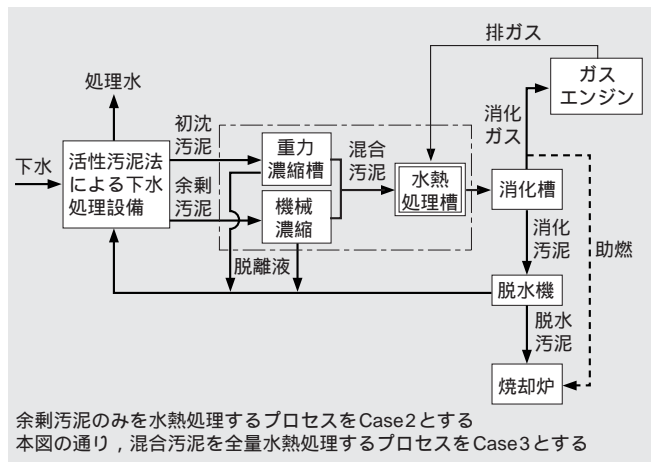 排ガス
処理水
ガス
エンジン
初沈
汚泥
重力
濃縮槽
混合
汚泥
消化
ガス
下水
活性汚泥法
による下水
処理設備
水熱
処理槽
消化槽
余剰
汚泥
機械
濃縮
消化
汚泥
助燃
脱離液
脱水機
脱水
汚泥
焼却炉
余剰汚泥のみを水熱処理するプロセスをCase2とする
本図の通り，混合汚泥を全量水熱処理するプロセスをCase3とする